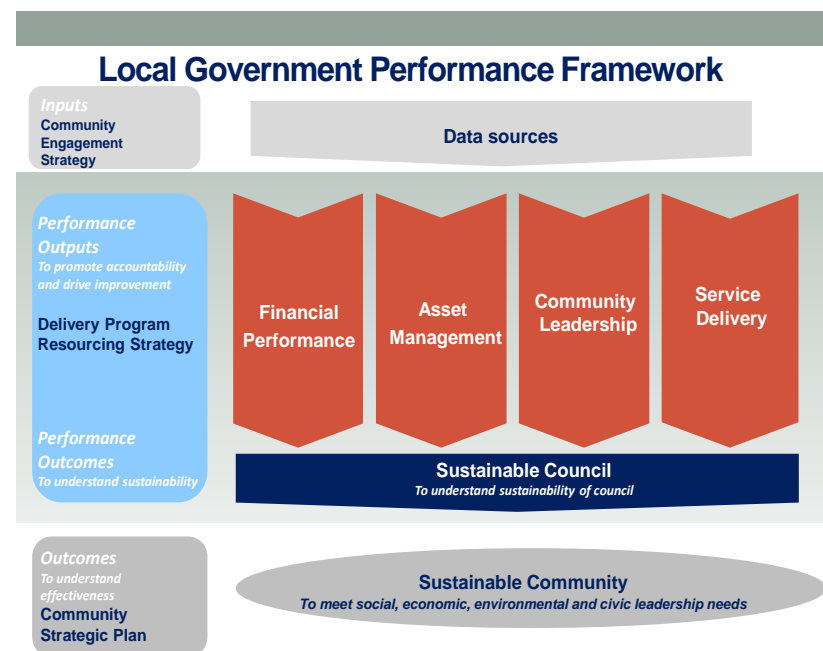 Local Government Performance Framework
Inputs
Community
Engagement
Strategy
Data sources
Performance
Outputs
To promote accountability
and drive improvement
Delivery Program
Resourcing Strategy
Performance
Outcomes
To understand sustainability
Financial
Performance
Asset
Management
Community
Leadership
Service
Delivery
Sustainable Council
To understand sustainability of council
Outcomes
To understand
effectiveness
Community
Strategic Plan
Sustainable Community
To meet social, economic, environmental and civic leadership needs